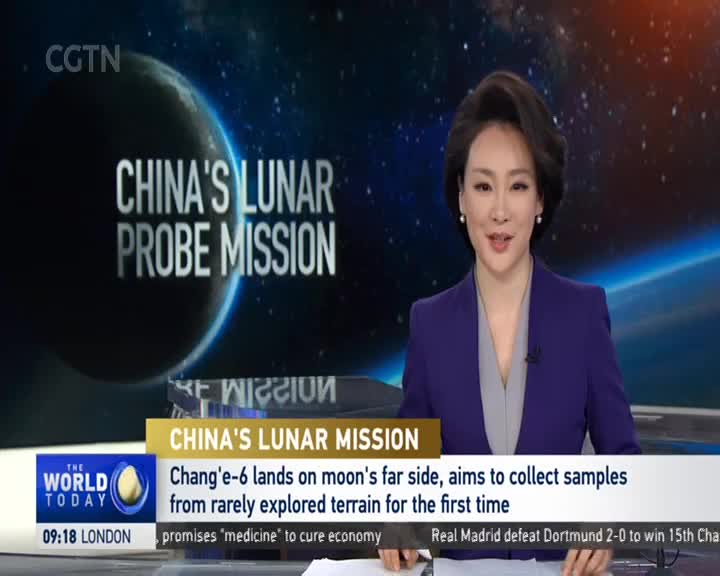 CGTN
CHINA'S LUNAR
PROBE MISSION
RE MISSION
CHINA'S LUNAR MISSION
THE
WORLD
TODAY
Chang'e-6 lands on moon's far side, aims to collect samples
from rarely explored terrain for the first time
09:18 LONDON
, promises "medicine" to cure economy
Real Madrid defeat Dortmund 2-0 to win 15th Cha